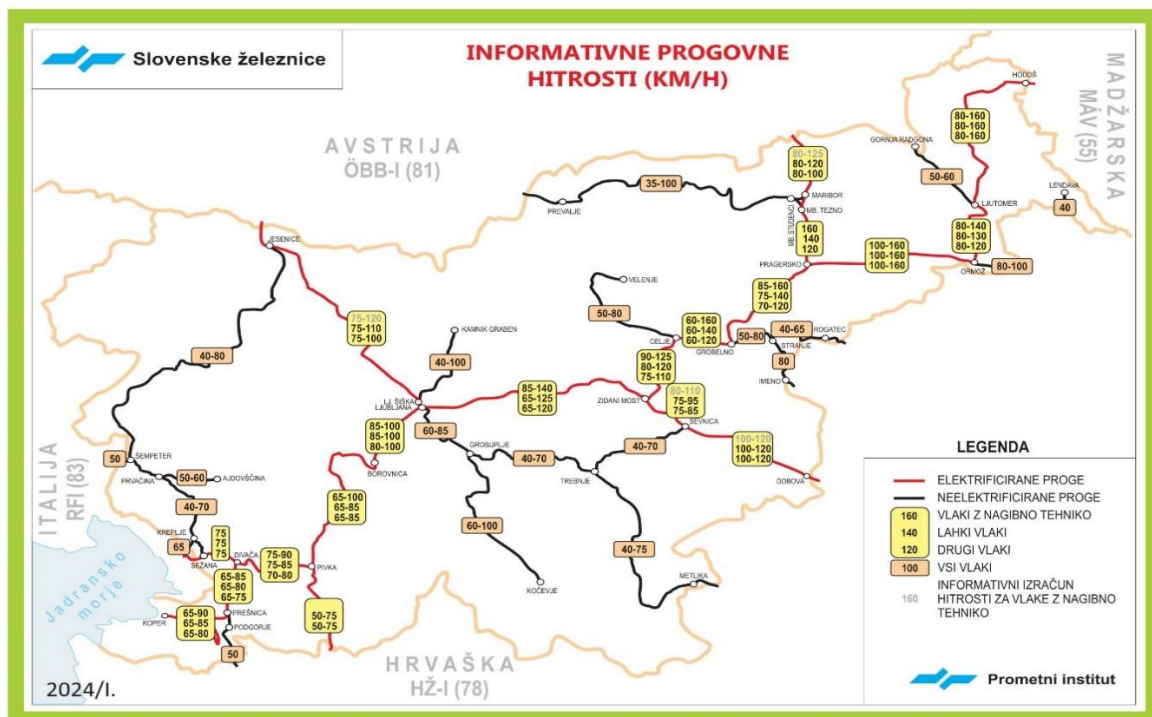 Slovenske železnice
INFORMATIVNE PROGOVNE
HITROSTI (KM/H)
AVSTRIJA
ÖBB-I (81)
MADŽARSKA
MÁV (55)
HODOŠ
80-160
80-160
80-160
GORNJA RADGONA
50-60
LENDAVA
40
LJUTOMER
80-125
80-120
80-100
35-100
PREVALJE
MARIBOR
MB. TEZNO
MB. STUDENCI
160
140
120
80-140
80-130
80-120
100-160
100-160
100-160
PRAGERSKO
ORMOŽ
80-100
JESENICE
VELENJE
85-160
75-140
70-120
50-80
75-120
75-110
75-100
KAMNIK GRABEN
60-160
60-140
60-120
CELJE
GROBELNO
50-80
40-65
ROGATEC
STRANJE
80
IMENO
40-80
40-100
90-125
80-120
75-110
85-140
65-125
65-120
LJ. ŠIŠKA
LJUBLJANA
ZIDANI MOST
80-110
75-95
75-85
SEVNICA
60-85
85-100
85-100
80-100
GROSUPLJE
40-70
40-70
100-120
100-120
100-120
DOBOVA
ITALIJA
RFI (83)
50
ŠEMPETER
BOROVNICA
TREBNJE
PRVAČINA
50-60
AJDOVŠČINA
40-70
65-100
65-85
65-85
60-100
KREPLJE
65
75
75
75
SEŽANA
DIVAČA
75-90
75-85
70-80
PIVKA
40-75
METLIKA
KOČEVJE
65-85
65-80
65-75
Jadransko
morje
KOPER
65-90
65-85
65-80
PREŠNICA
PODGORJE
50
50-75
50-75
HRVAŠKA
HŽ-I (78)
LEGENDA
ELEKTRIFICIRANE PROGE
NEELEKTRIFICIRANE PROGE
160 VLAKI Z NAGIBNO TEHNIKO
140 LAHKI VLAKI
120 DRUGI VLAKI
100 VSI VLAKI
INFORMATIVNI IZRAČUN
160 HITROSTI ZA VLAKE Z NAGIBNO
TEHNIKO
2024/I.
Prometni institut